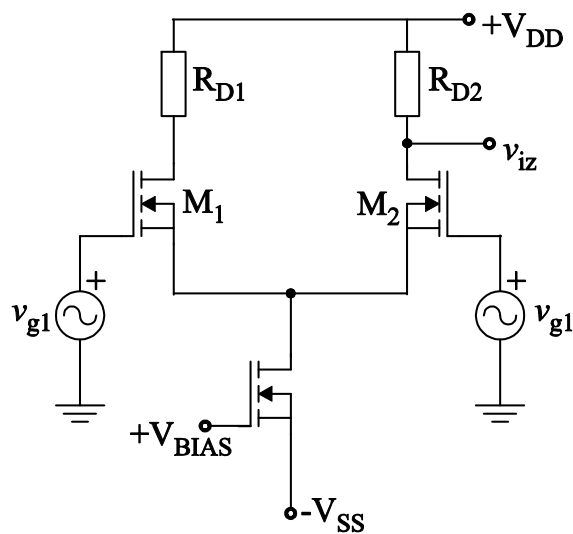 +V_DD
R_D1
R_D2
v_iz
M_1
M_2
+
+
v_g1
v_g1
+V_BIAS
-V_SS